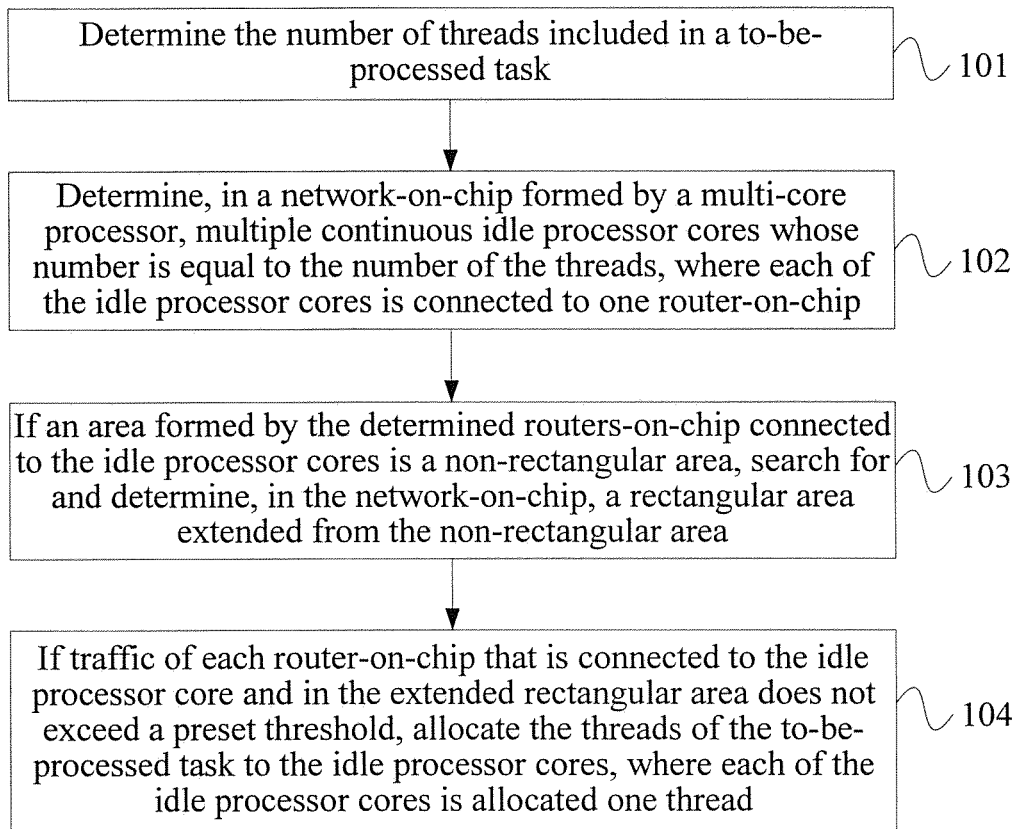 Determine the number of threads included in a to-be-
processed task
101
Determine, in a network-on-chip formed by a multi-core
processor, multiple continuous idle processor cores whose
number is equal to the number of the threads, where each of
the idle processor cores is connected to one router-on-chip
102
If an area formed by the determined routers-on-chip connected
to the idle processor cores is a non-rectangular area, search for
and determine, in the network-on-chip, a rectangular area
extended from the non-rectangular area
103
If traffic of each router-on-chip that is connected to the idle
processor core and in the extended rectangular area does not
exceed a preset threshold, allocate the threads of the to-be-
processed task to the idle processor cores, where each of the
idle processor cores is allocated one thread
104